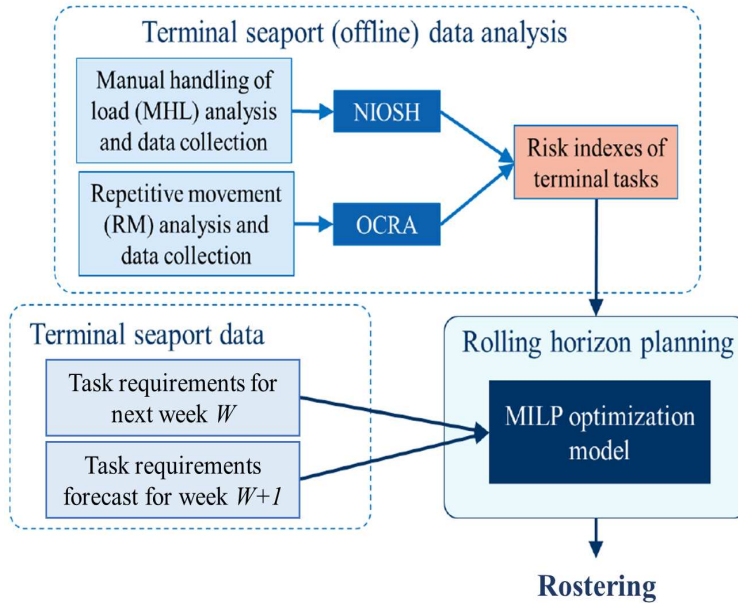 Terminal seaport (offline) data analysis
Manual handling of
load (MHL) analysis
and data collection
NIOSH
Repetitive movement
(RM) analysis and
data collection
OCRA
Risk indexes of
terminal tasks
Terminal seaport data
Task requirements for
next week W
Task requirements
forecast for week W+1
Rolling horizon planning
MILP optimization
model
Rostering